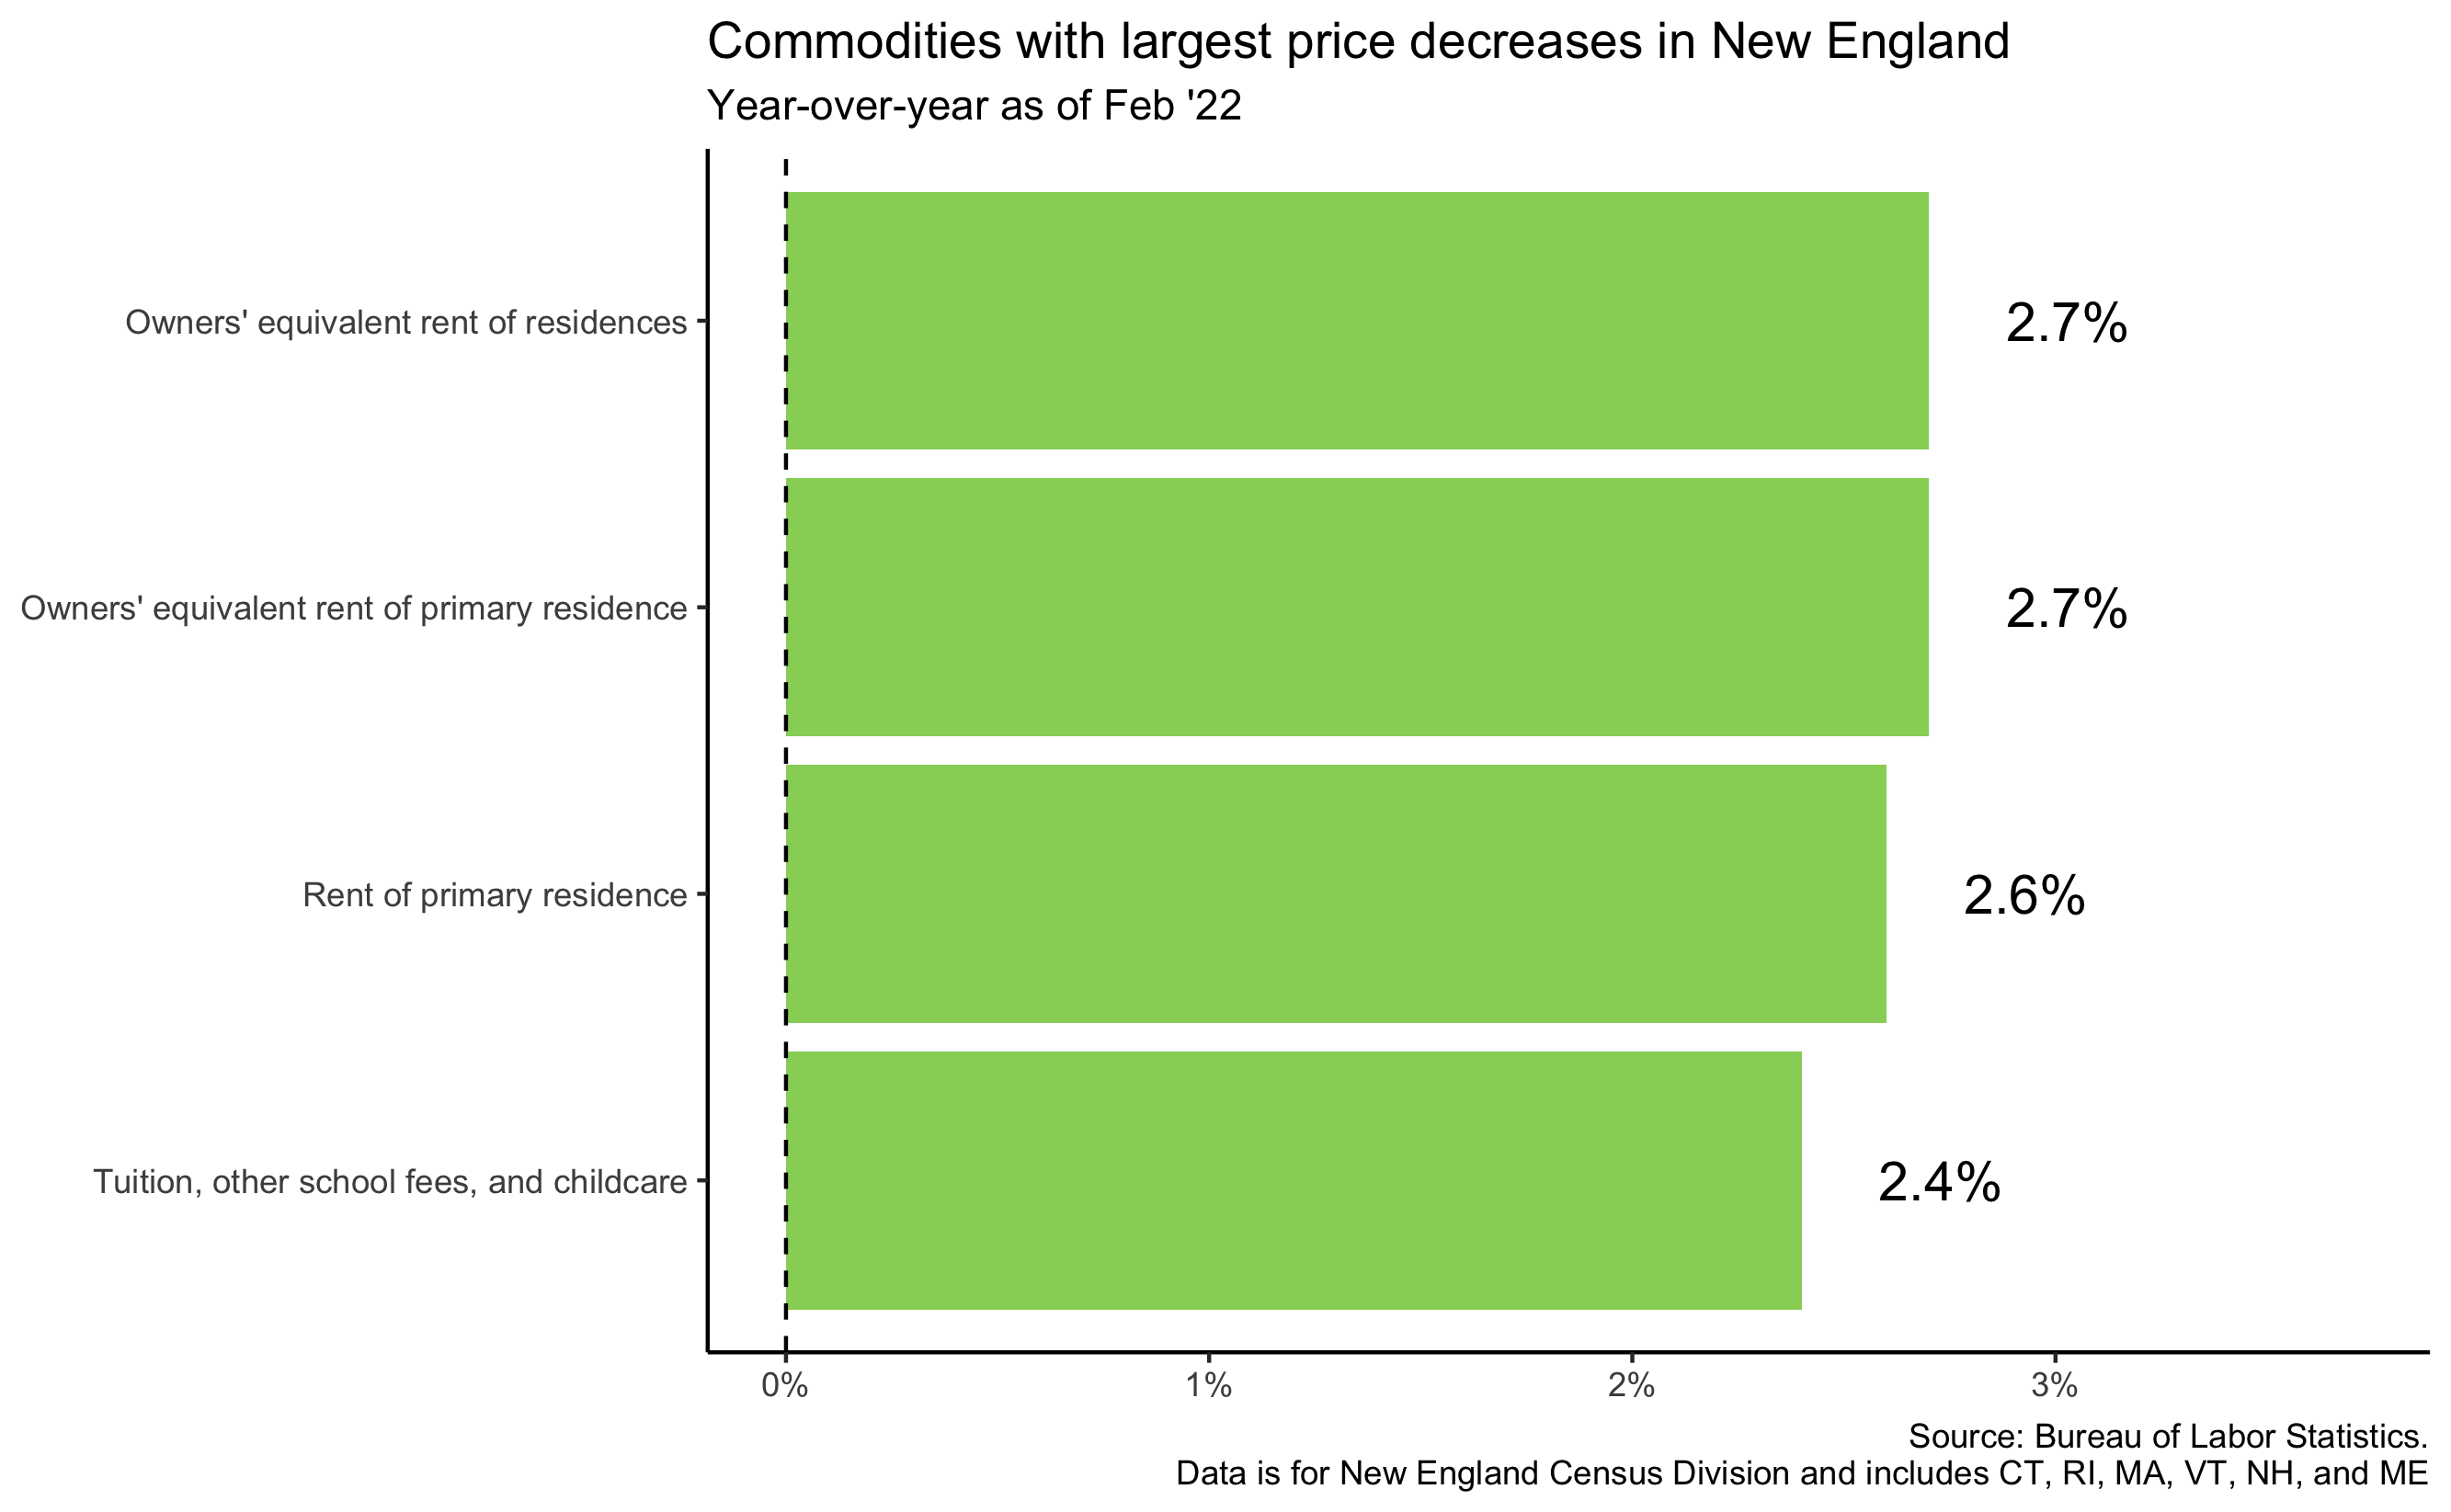 Commodities with largest price decreases in New England
Year-over-year as of Feb '22
Owners' equivalent rent of residences
2.7%
Owners' equivalent rent of primary residence
2.7%
Rent of primary residence
2.6%
Tuition, other school fees, and childcare
2.4%
0%
1%
2%
3%
Source: Bureau of Labor Statistics.
Data is for New England Census Division and includes CT, RI, MA, VT, NH, and ME